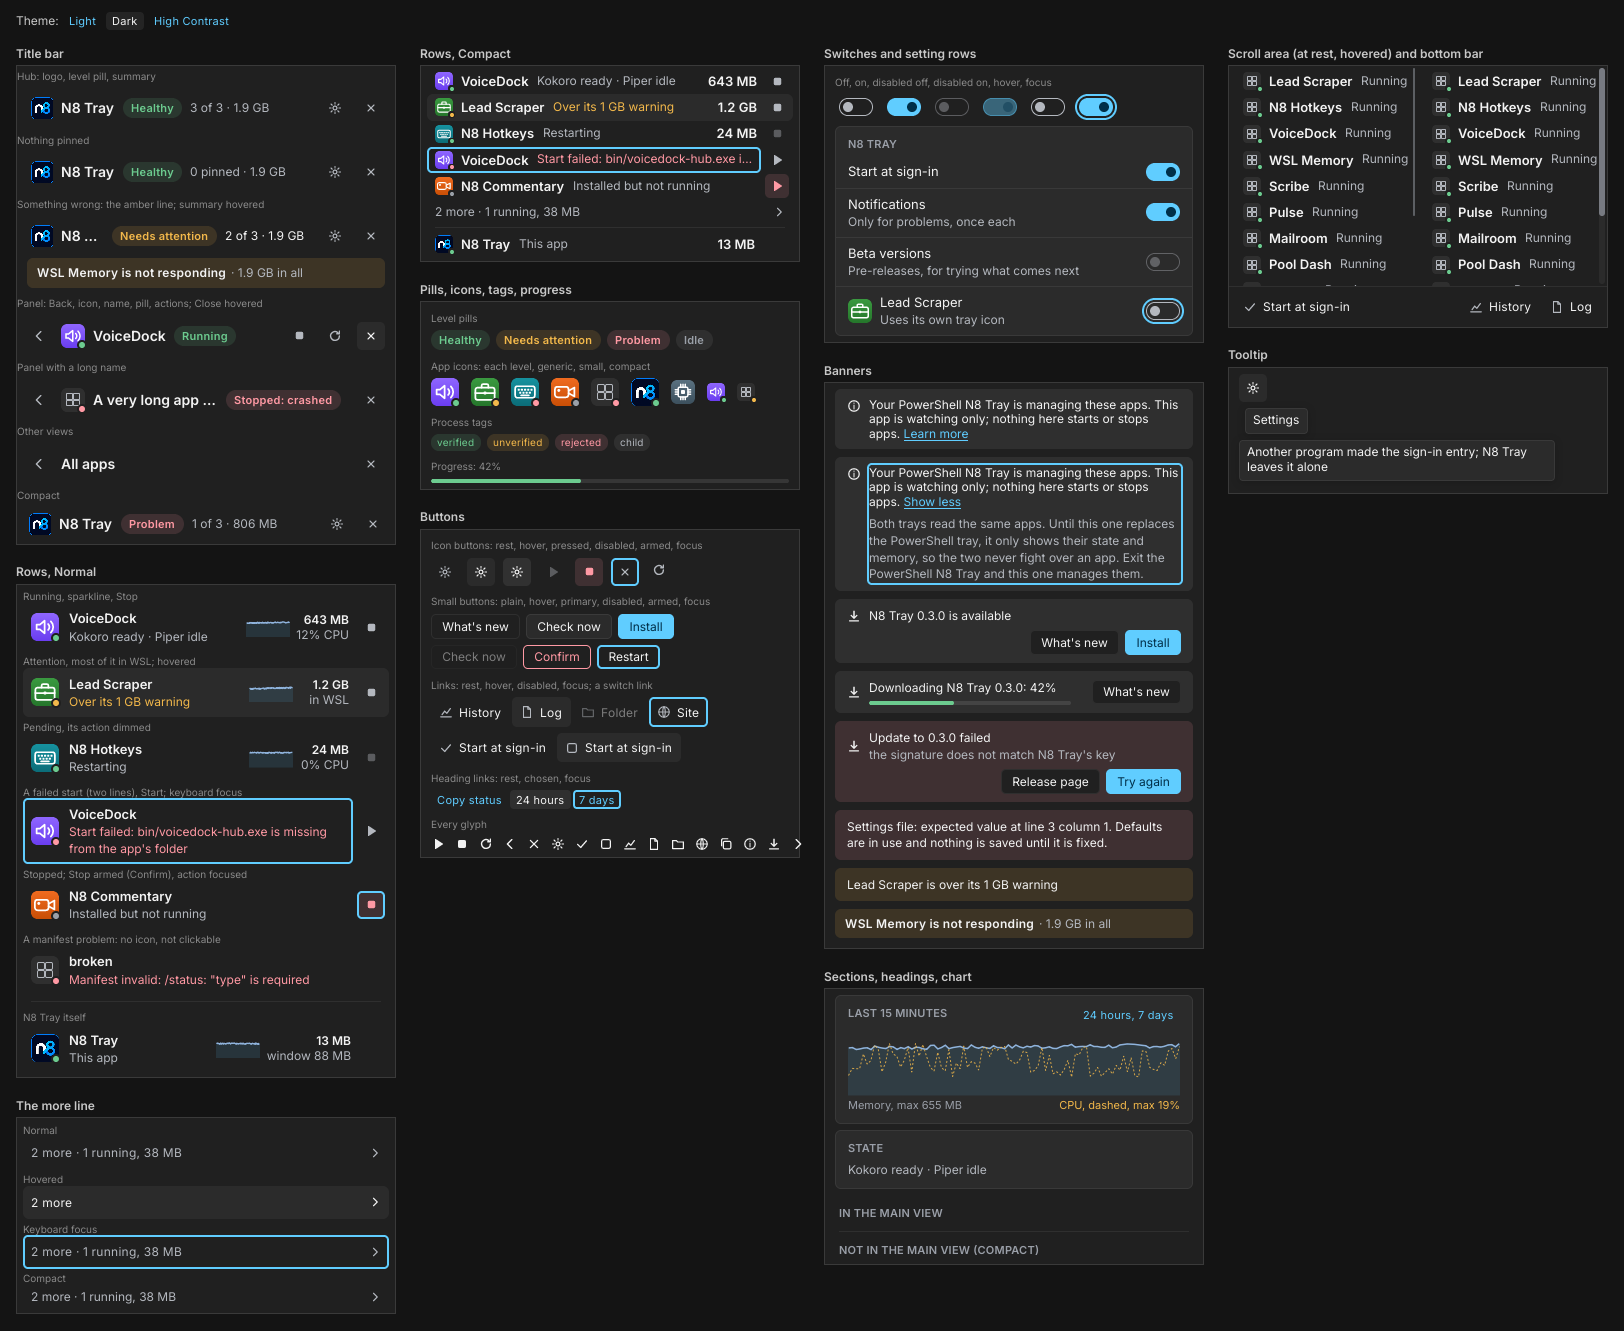 Theme: Light Dark High Contrast
Title bar
Hub: logo, level pill, summary
N8 Tray Healthy 3 of 3 · 1.9 GB
Nothing pinned
N8 Tray Healthy 0 pinned · 1.9 GB
Something wrong: the amber line; summary hovered
N8 ... Needs attention 2 of 3 · 1.9 GB
WSL Memory is not responding · 1.9 GB in all
Panel: Back, icon, name, pill, actions; Close hovered
VoiceDock Running
Panel with a long name
A very long app ... Stopped: crashed
Other views
All apps
Compact
N8 Tray Problem 1 of 3 · 806 MB
Rows, Normal
Running, sparkline, Stop
VoiceDock 643 MB
Kokoro ready · Piper idle 12% CPU
Attention, most of it in WSL; hovered
Lead Scraper 1.2 GB
Over its 1 GB warning in WSL
Pending, its action dimmed
N8 Hotkeys 24 MB
Restarting 0% CPU
A failed start (two lines), Start; keyboard focus
VoiceDock
Start failed: bin/voicedock-hub.exe is missing
from the app's folder
Stopped; Stop armed (Confirm), action focused
N8 Commentary
Installed but not running
A manifest problem: no icon, not clickable
broken
Manifest invalid: /status: "type" is required
N8 Tray itself
N8 Tray 13 MB
This app window 88 MB
The more line
Normal
2 more · 1 running, 38 MB
Hovered
2 more
Keyboard focus
2 more · 1 running, 38 MB
Compact
2 more · 1 running, 38 MB
Rows, Compact
VoiceDock Kokoro ready · Piper idle 643 MB
Lead Scraper Over its 1 GB warning 1.2 GB
N8 Hotkeys Restarting 24 MB
VoiceDock Start failed: bin/voicedock-hub.exe i...
N8 Commentary Installed but not running
2 more · 1 running, 38 MB
N8 Tray This app 13 MB
Pills, icons, tags, progress
Level pills
Healthy Needs attention Problem Idle
App icons: each level, generic, small, compact
Process tags
verified unverified rejected child
Progress: 42%
Buttons
Icon buttons: rest, hover, pressed, disabled, armed, focus
Small buttons: plain, hover, primary, disabled, armed, focus
What's new Check now Install
Check now Confirm Restart
Links: rest, hover, disabled, focus; a switch link
History Log Folder Site
Start at sign-in Start at sign-in
Heading links: rest, chosen, focus
Copy status 24 hours 7 days
Every glyph
Switches and setting rows
Off, on, disabled off, disabled on, hover, focus
N8 TRAY
Start at sign-in
Notifications
Only for problems, once each
Beta versions
Pre-releases, for trying what comes next
Lead Scraper
Uses its own tray icon
Banners
Your PowerShell N8 Tray is managing these apps. This
app is watching only; nothing here starts or stops
apps. Learn more
Your PowerShell N8 Tray is managing these apps. This
app is watching only; nothing here starts or stops
apps. Show less
Both trays read the same apps. Until this one replaces
the PowerShell tray, it only shows their state and
memory, so the two never fight over an app. Exit the
PowerShell N8 Tray and this one manages them.
N8 Tray 0.3.0 is available
What's new Install
Downloading N8 Tray 0.3.0: 42% What's new
Update to 0.3.0 failed
the signature does not match N8 Tray's key
Release page Try again
Settings file: expected value at line 3 column 1. Defaults
are in use and nothing is saved until it is fixed.
Lead Scraper is over its 1 GB warning
WSL Memory is not responding · 1.9 GB in all
Sections, headings, chart
LAST 15 MINUTES 24 hours, 7 days
Memory, max 655 MB CPU, dashed, max 19%
STATE
Kokoro ready · Piper idle
IN THE MAIN VIEW
NOT IN THE MAIN VIEW (COMPACT)
Scroll area (at rest, hovered) and bottom bar
Lead Scraper Running Lead Scraper Running
N8 Hotkeys Running N8 Hotkeys Running
VoiceDock Running VoiceDock Running
WSL Memory Running WSL Memory Running
Scribe Running Scribe Running
Pulse Running Pulse Running
Mailroom Running Mailroom Running
Pool Dash Running Pool Dash Running
Start at sign-in History Log
Tooltip
Settings
Another program made the sign-in entry; N8 Tray
leaves it alone